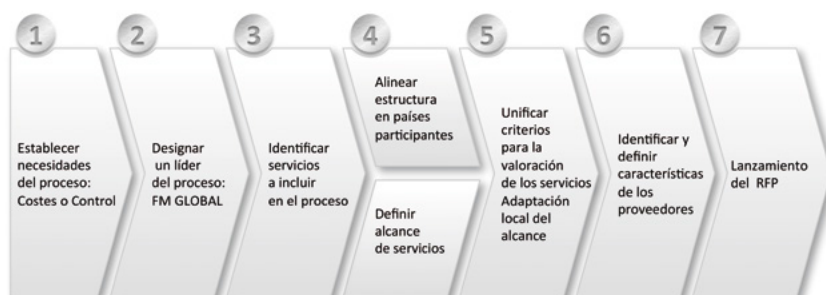 1
2
3
4
5
6
7
Establecer
necesidades
del proceso:
Costes o Control
Designar
un líder
del proceso:
FM GLOBAL
Identificar
servicios
a incluir
en el proceso
Alinear
estructura
en países
participantes
Definir
alcance
de servicios
Unificar
criterios
para la
valoración
de los servicios
Adaptación
local del
alcance
Identificar y
definir
características
de los
proveedores
Lanzamiento
del RFP